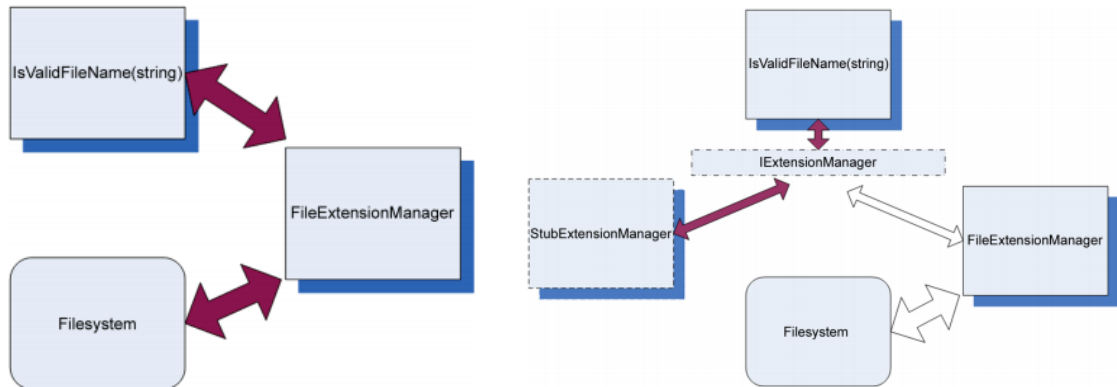 IsValidFileName(string)
FileExtensionManager
Filesystem
IsValidFileName(string)
IExtensionManager
StubExtensionManager
FileExtensionManager
Filesystem